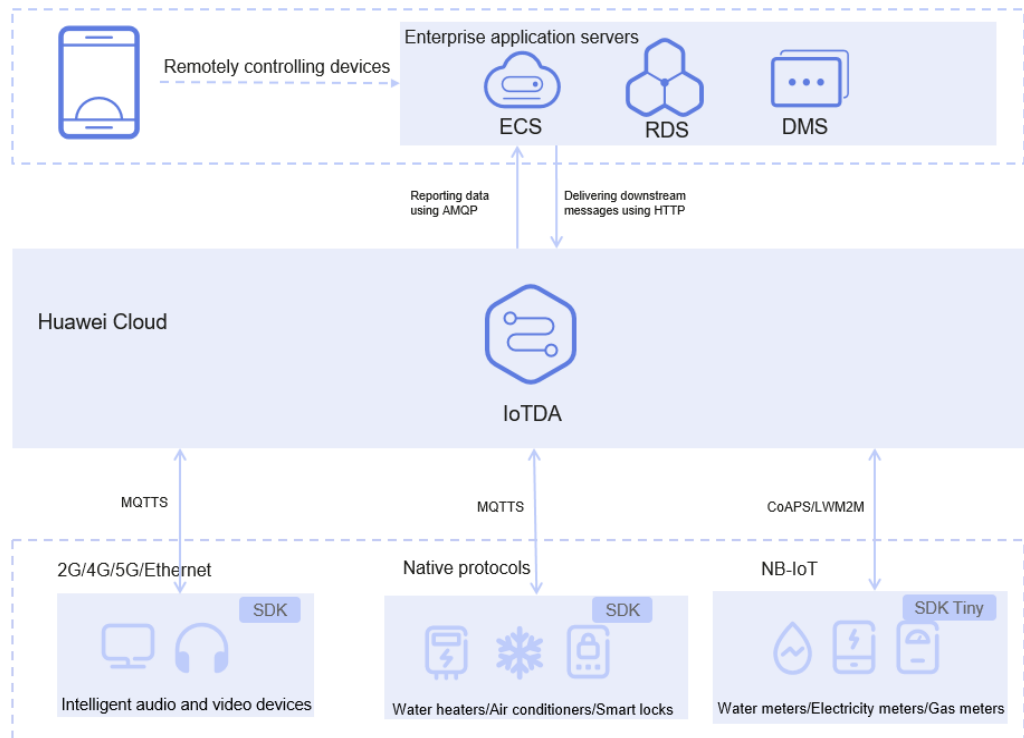 Enterprise application servers
Remotely controlling devices
ECS
RDS
DMS
Reporting data
using AMQP
Delivering downstream
messages using HTTP
Huawei Cloud
IoTDA
MQTTS
MQTTS
CoAPS/LWM2M
2G/4G/5G/Ethernet
Native protocols
NB-IoT
SDK
SDK
SDK Tiny
Intelligent audio and video devices
Water heaters/Air conditioners/Smart locks
Water meters/Electricity meters/Gas meters